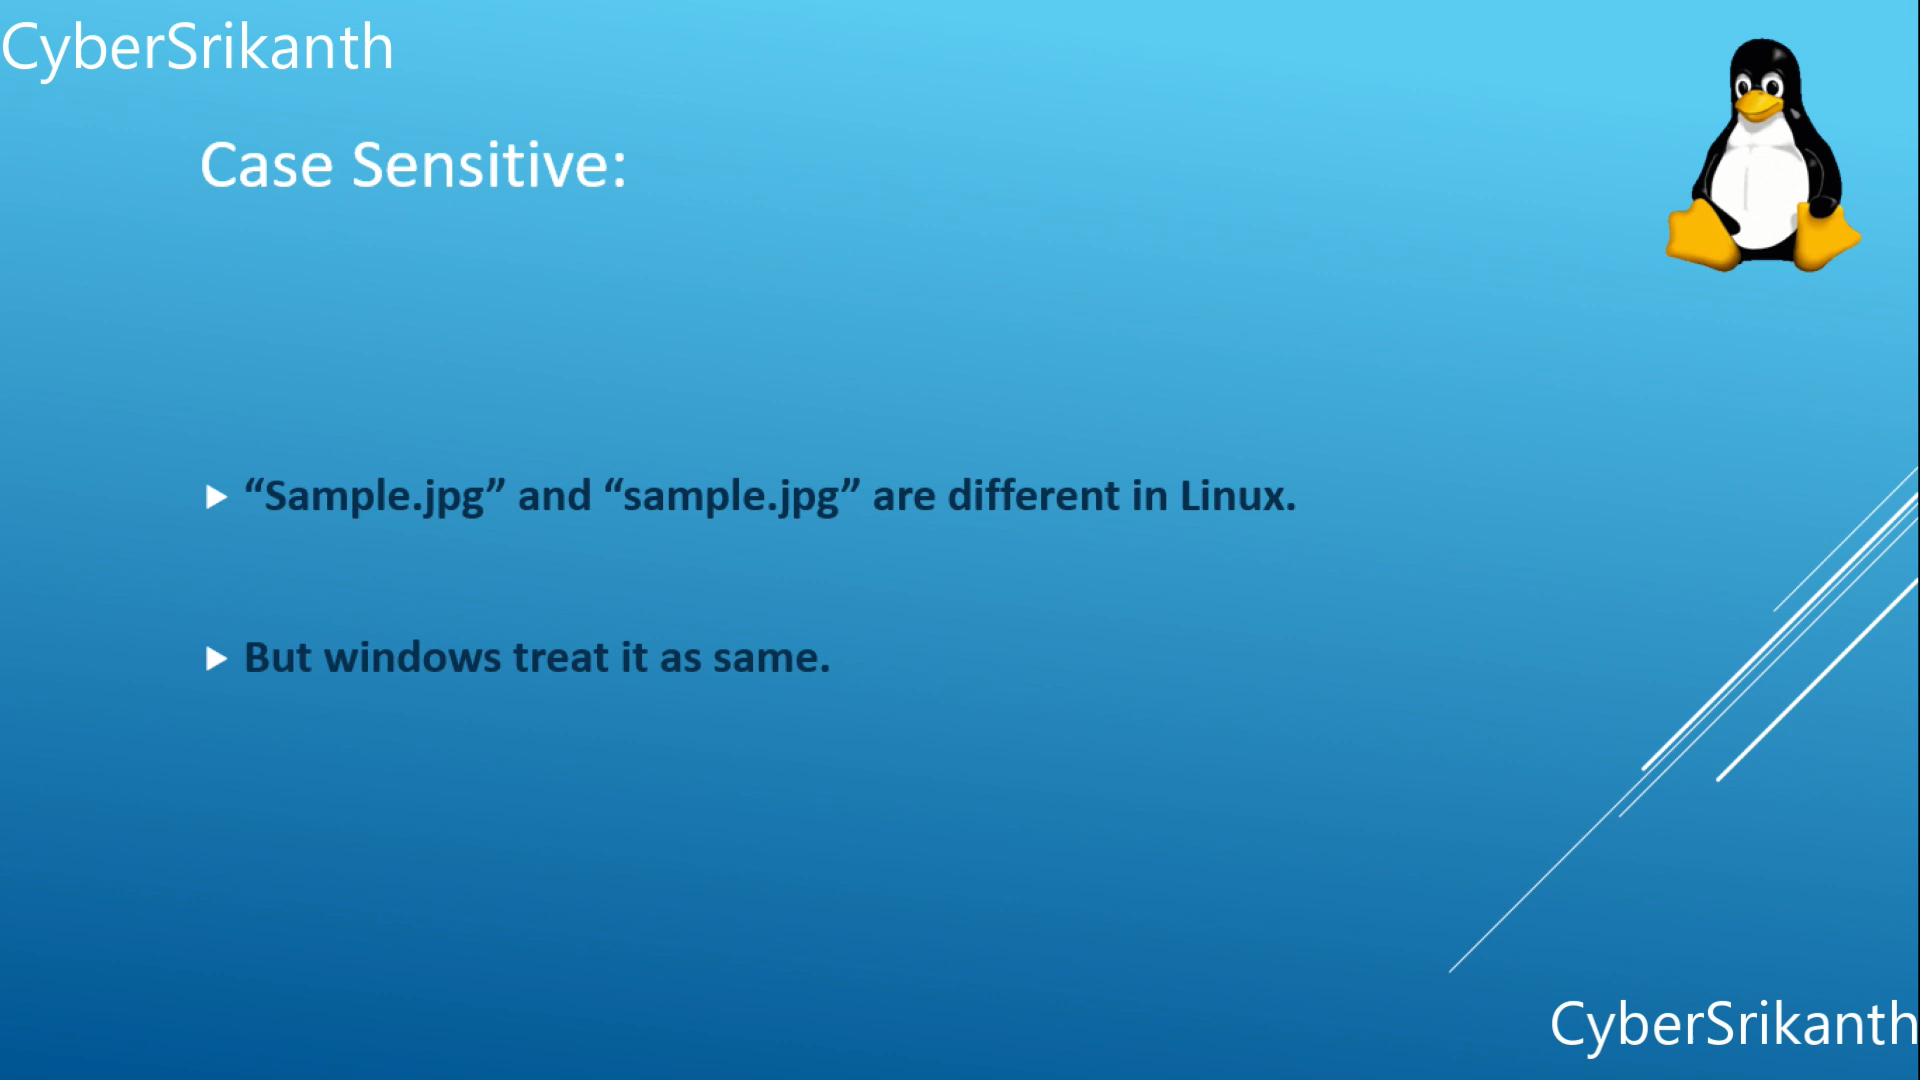 CyberSrikanth
Case Sensitive:
“Sample.jpg” and “sample.jpg” are different in Linux.
But windows treat it as same.
CyberSrikanth